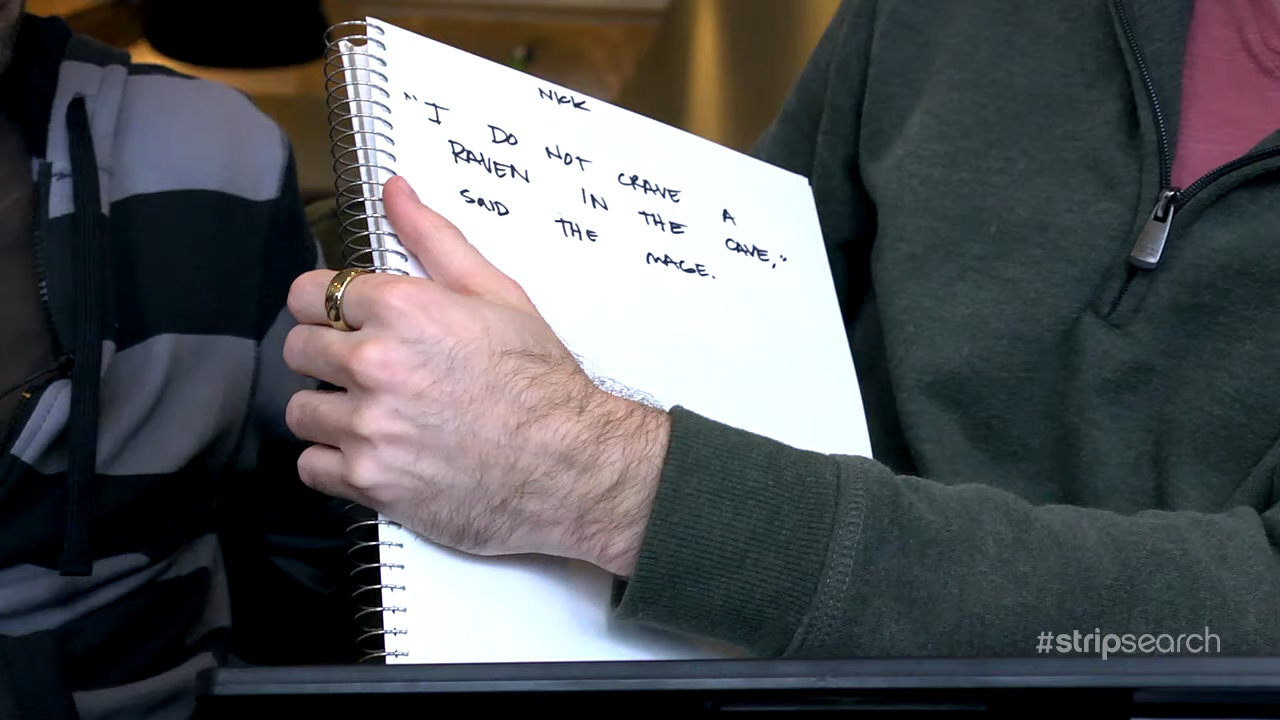 NICK
"I DO NOT CRAVE A
RAVEN IN THE CAVE,"
SAID THE MAGE.
#stripsearch